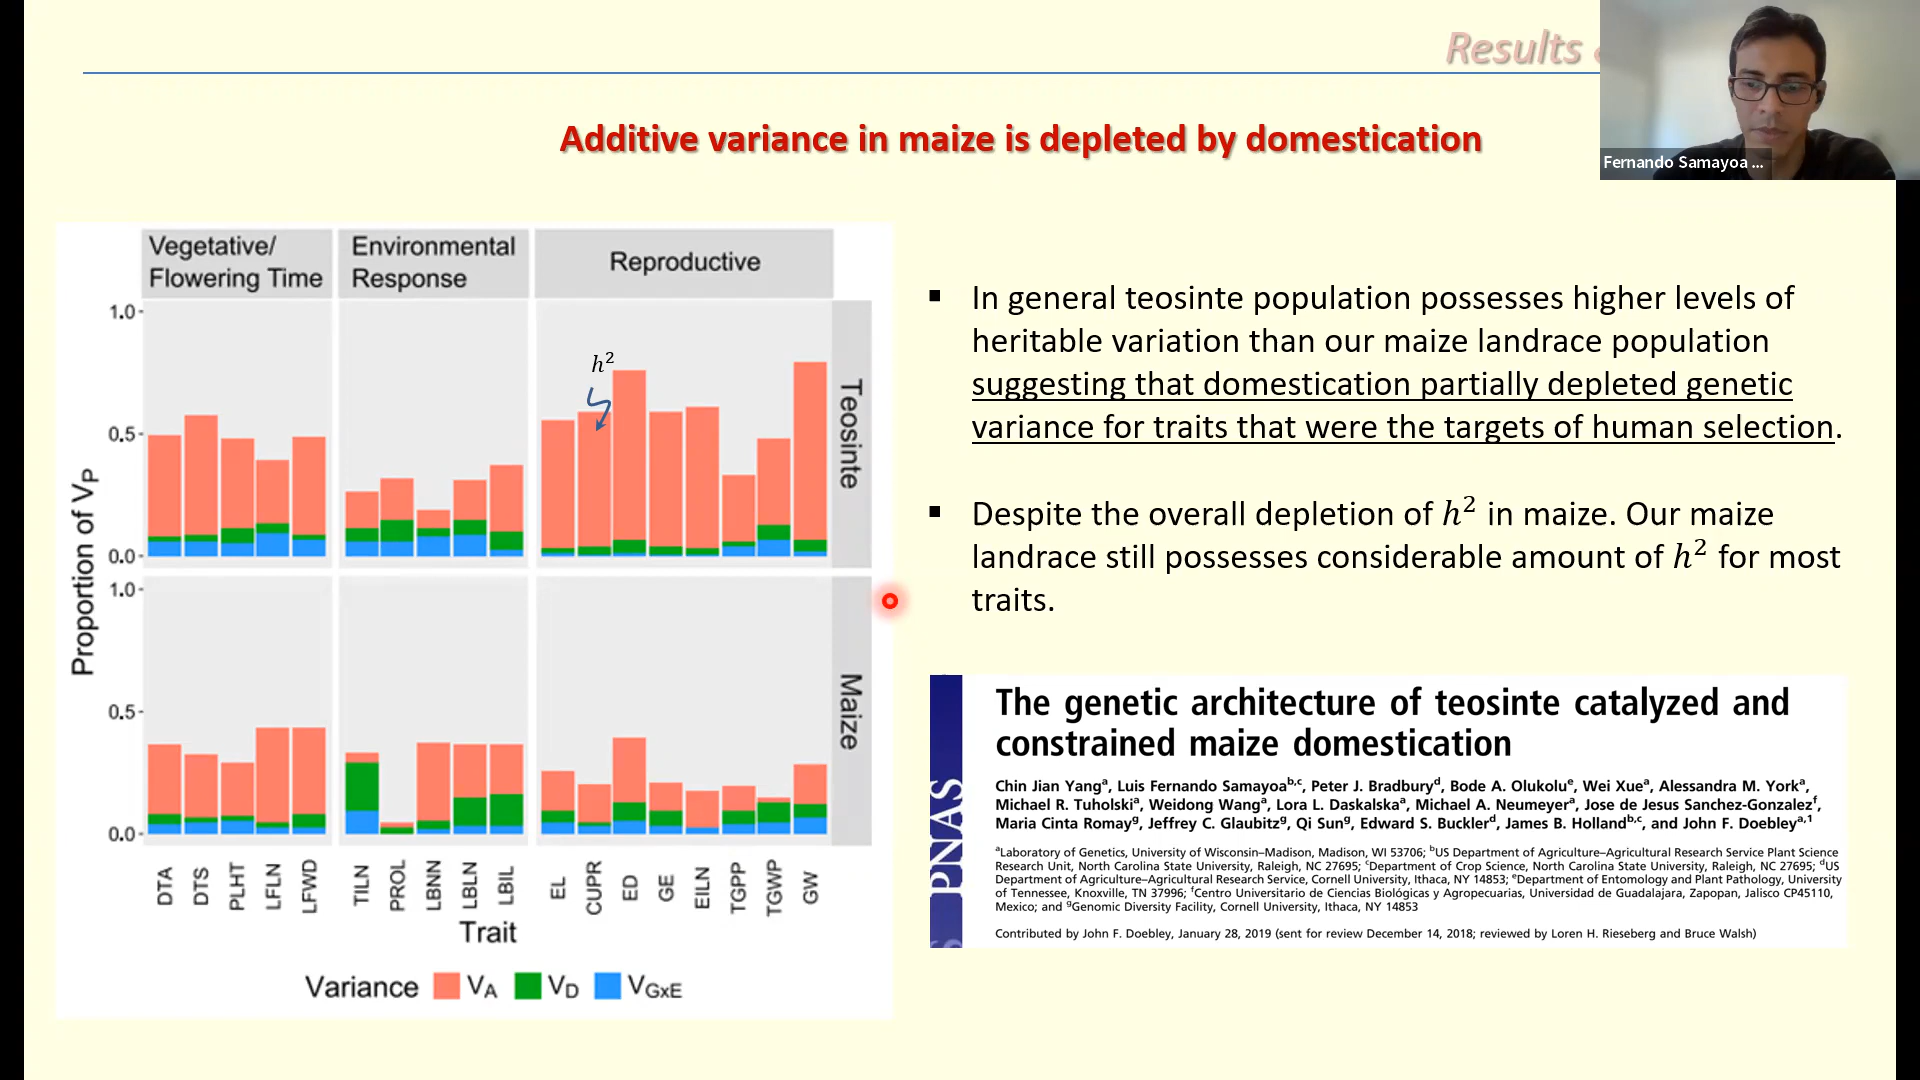 Results
Fernando Samayoa ...
Additive variance in maize is depleted by domestication
Vegetative/
Flowering Time
Environmental
Response
Reproductive
1.0
0.5
0.0
h²
Teosinte
Proportion of V_P
1.0
0.5
0.0
Maize
DTA
DTS
PLHT
LFLN
LFWD
TILN
PROL
LBNN
LBLN
LBIL
EL
CUPR
ED
GE
EILN
TGPP
TGWP
GW
Trait
Variance V_A V_D V_GxE
▪ In general teosinte population possesses higher levels of
heritable variation than our maize landrace population
suggesting that domestication partially depleted genetic
variance for traits that were the targets of human selection.
▪ Despite the overall depletion of h² in maize. Our maize
landrace still possesses considerable amount of h² for most
traits.
PNAS
The genetic architecture of teosinte catalyzed and
constrained maize domestication
Chin Jian Yangᵃ, Luis Fernando Samayoaᵇ,ᶜ, Peter J. Bradburyᵈ, Bode A. Olukoluᵉ, Wei Xueᵃ, Alessandra M. Yorkᵃ,
Michael R. Tuholskiᵃ, Weidong Wangᵃ, Lora L. Daskalskaᵃ, Michael A. Neumeyerᵃ, Jose de Jesus Sanchez-Gonzalezᶠ,
Maria Cinta Romayᵍ, Jeffrey C. Glaubitzᵍ, Qi Sunᵍ, Edward S. Bucklerᵈ, James B. Hollandᵇ,ᶜ, and John F. Doebleyᵃ,¹
ᵃLaboratory of Genetics, University of Wisconsin–Madison, Madison, WI 53706; ᵇUS Department of Agriculture–Agricultural Research Service Plant Science
Research Unit, North Carolina State University, Raleigh, NC 27695; ᶜDepartment of Crop Science, North Carolina State University, Raleigh, NC 27695; ᵈUS
Department of Agriculture–Agricultural Research Service, Cornell University, Ithaca, NY 14853; ᵉDepartment of Entomology and Plant Pathology, University
of Tennessee, Knoxville, TN 37996; ᶠCentro Universitario de Ciencias Biológicas y Agropecuarias, Universidad de Guadalajara, Zapopan, Jalisco CP45110,
Mexico; and ᵍGenomic Diversity Facility, Cornell University, Ithaca, NY 14853
Contributed by John F. Doebley, January 28, 2019 (sent for review December 14, 2018; reviewed by Loren H. Rieseberg and Bruce Walsh)